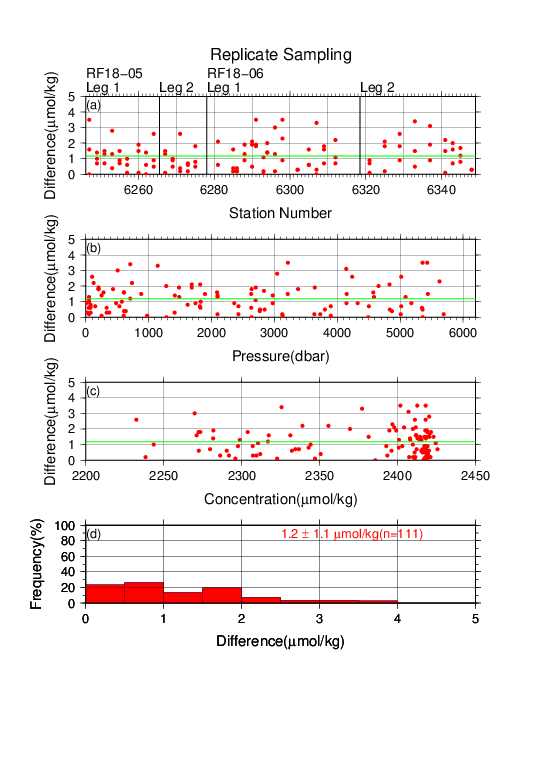 Replicate Sampling
RF18−05 RF18−06
Leg 1 Leg 2 Leg 1 Leg 2
Difference(μmol/kg)
5
4
3
2
1
0
(a)
6260 6280 6300 6320 6340
Station Number
Difference(μmol/kg)
5
4
3
2
1
0
(b)
0 1000 2000 3000 4000 5000 6000
Pressure(dbar)
Difference(μmol/kg)
5
4
3
2
1
0
(c)
2200 2250 2300 2350 2400 2450
Concentration(μmol/kg)
Frequency(%)
100
80
60
40
20
0
(d)
1.2 ± 1.1 μmol/kg(n=111)
0 1 2 3 4 5
Difference(μmol/kg)